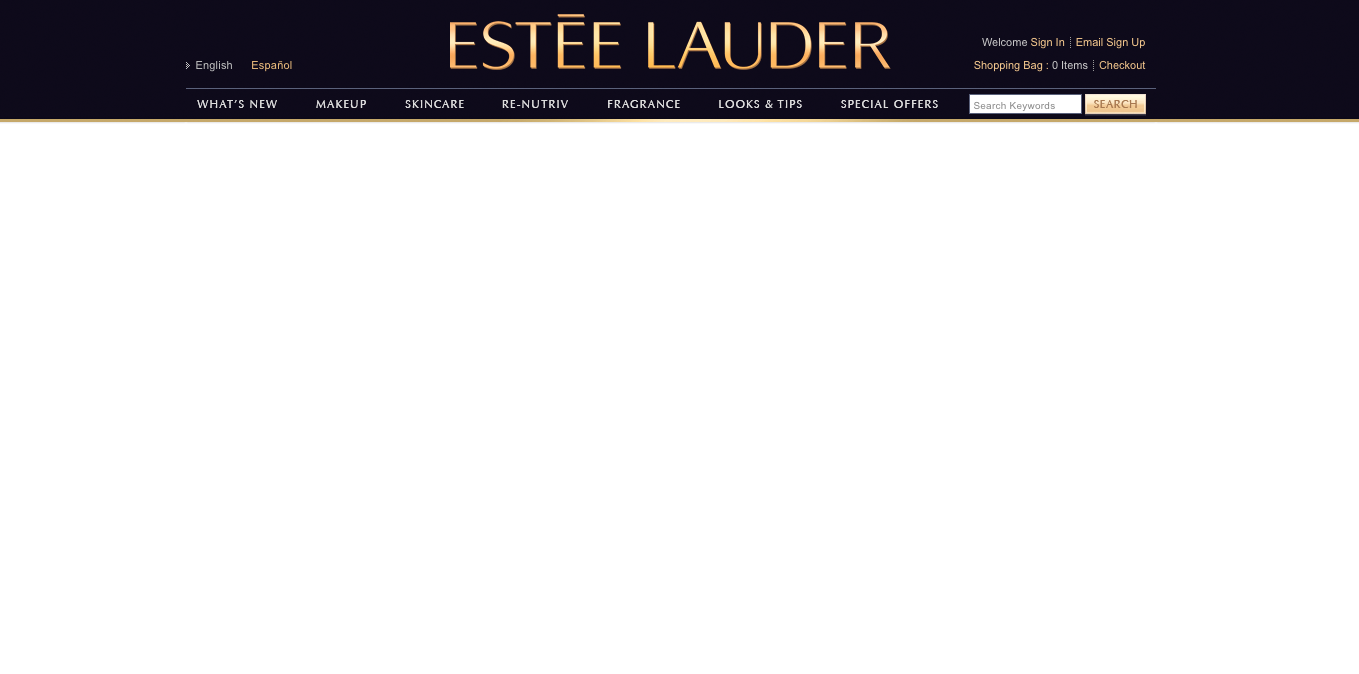 ESTĒE LAUDER
Welcome Sign In Email Sign Up
English Español
Shopping Bag : 0 Items Checkout
WHAT'S NEW MAKEUP SKINCARE RE-NUTRIV FRAGRANCE LOOKS & TIPS SPECIAL OFFERS Search Keywords SEARCH